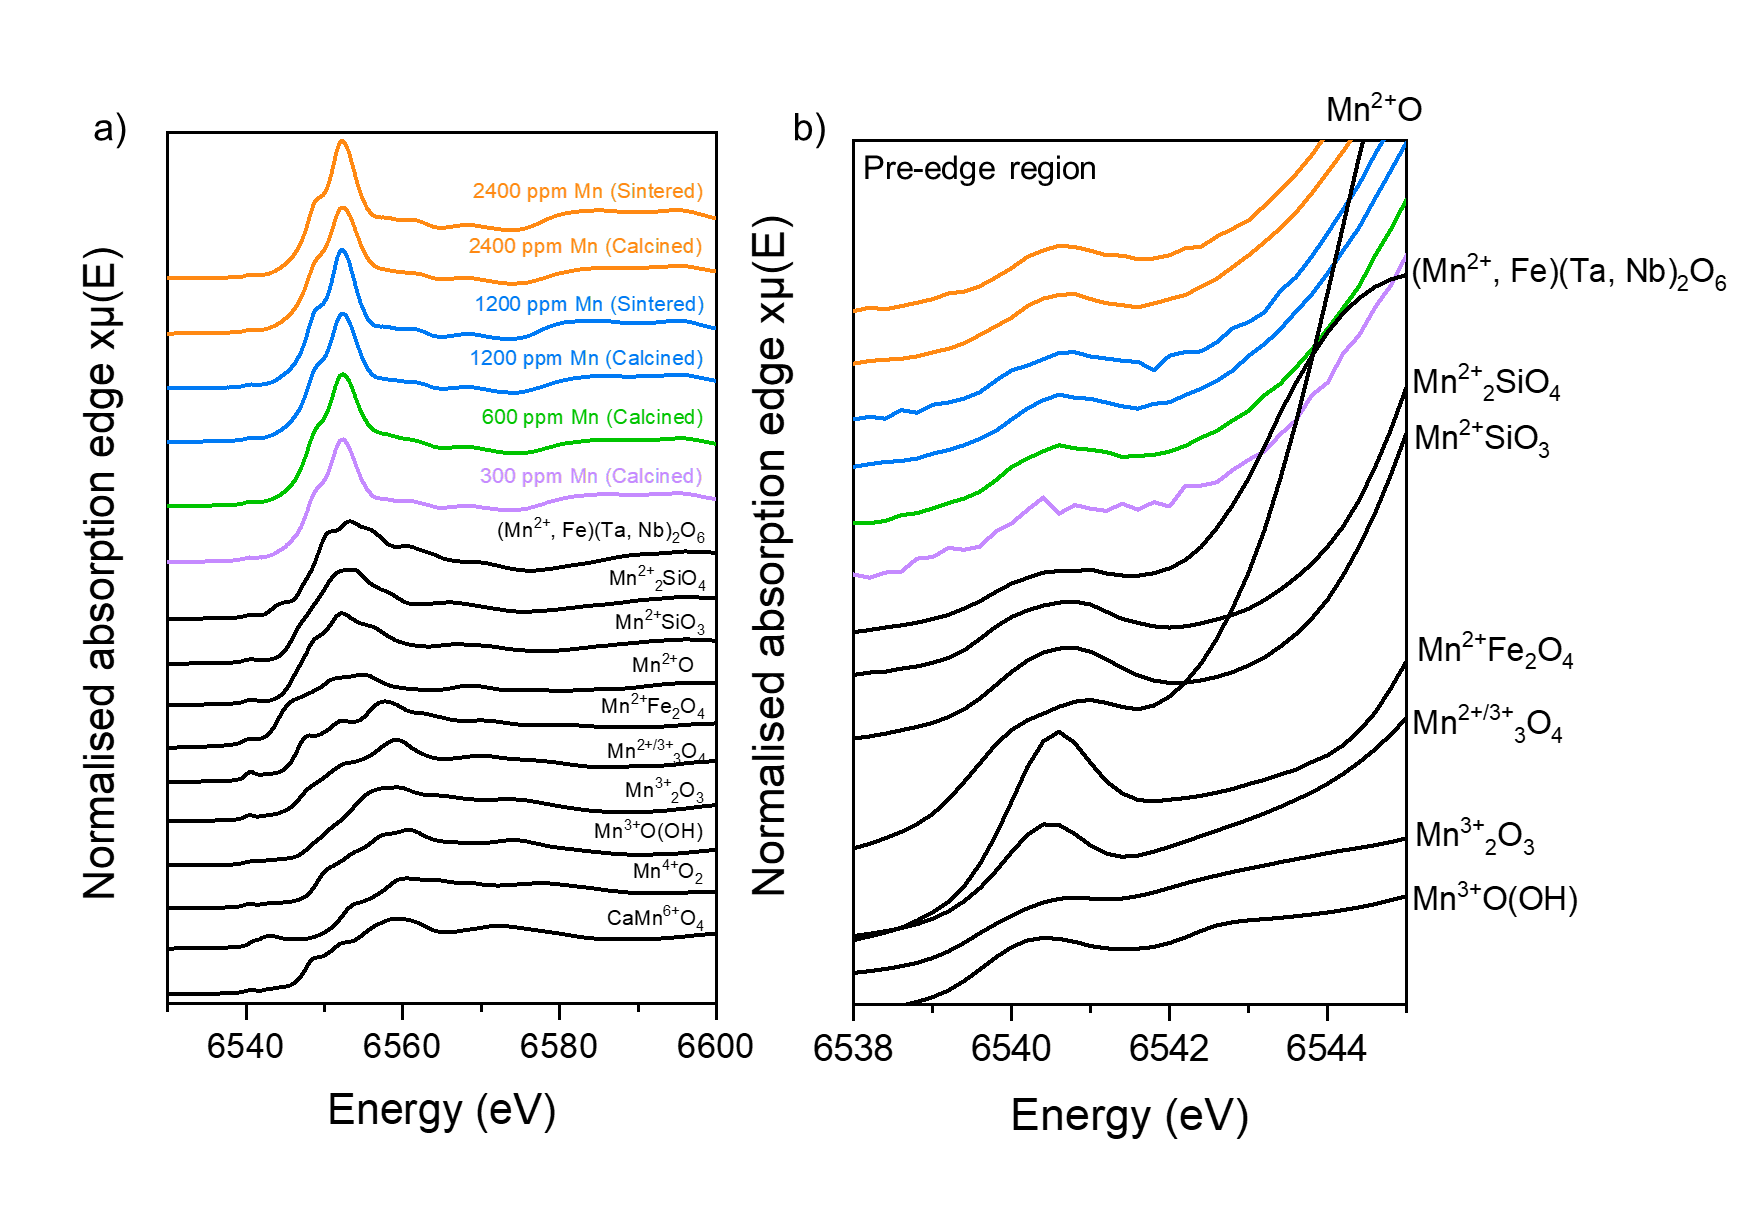 a)
Normalised absorption edge xµ(E)
2400 ppm Mn (Sintered)
2400 ppm Mn (Calcined)
1200 ppm Mn (Sintered)
1200 ppm Mn (Calcined)
600 ppm Mn (Calcined)
300 ppm Mn (Calcined)
(Mn²⁺, Fe)(Ta, Nb)₂O₆
Mn²⁺₂SiO₄
Mn²⁺SiO₃
Mn²⁺O
Mn²⁺Fe₂O₄
Mn²⁺/³⁺₃O₄
Mn³⁺₂O₃
Mn³⁺O(OH)
Mn⁴⁺O₂
CaMn⁶⁺O₄
6540 6560 6580 6600
Energy (eV)
b)
Normalised absorption edge xµ(E)
Pre-edge region
Mn²⁺O
(Mn²⁺, Fe)(Ta, Nb)₂O₆
Mn²⁺₂SiO₄
Mn²⁺SiO₃
Mn²⁺Fe₂O₄
Mn²⁺/³⁺₃O₄
Mn³⁺₂O₃
Mn³⁺O(OH)
6538 6540 6542 6544
Energy (eV)